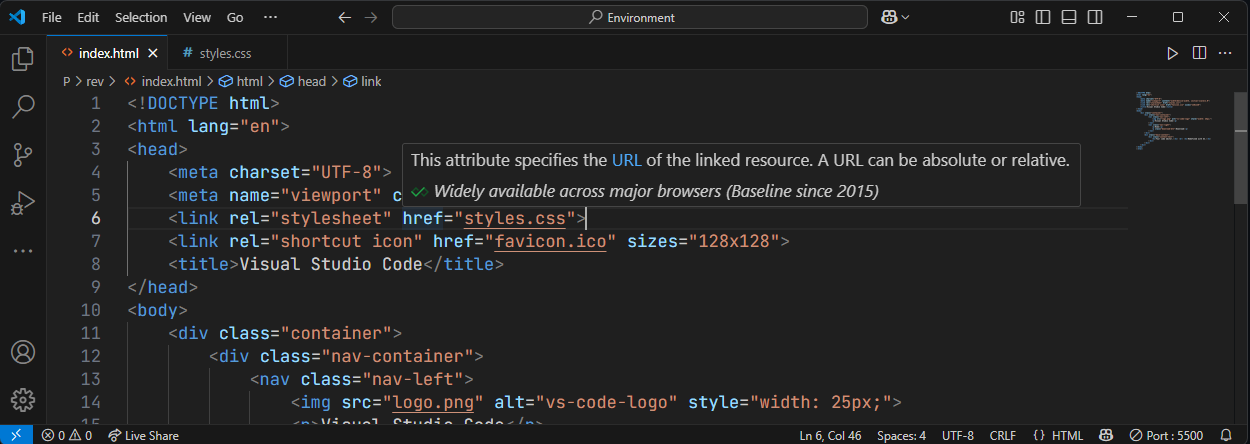 File Edit Selection View Go ··· Environment
index.html styles.css
P > rev > index.html > html > head > link
1 <!DOCTYPE html>
2 <html lang="en">
3 <head>
This attribute specifies the URL of the linked resource. A URL can be absolute or relative.
4 <meta charset="UTF-8">
Widely available across major browsers (Baseline since 2015)
5 <meta name="viewport" c
6 <link rel="stylesheet" href="styles.css">
7 <link rel="shortcut icon" href="favicon.ico" sizes="128x128">
8 <title>Visual Studio Code</title>
9 </head>
10 <body>
11 <div class="container">
12 <div class="nav-container">
13 <nav class="nav-left">
14 <img src="logo.png" alt="vs-code-logo" style="width: 25px;">
15 <p>Visual Studio Code</p>
0 0 Live Share Ln 6, Col 46 Spaces: 4 UTF-8 CRLF {} HTML Port : 5500